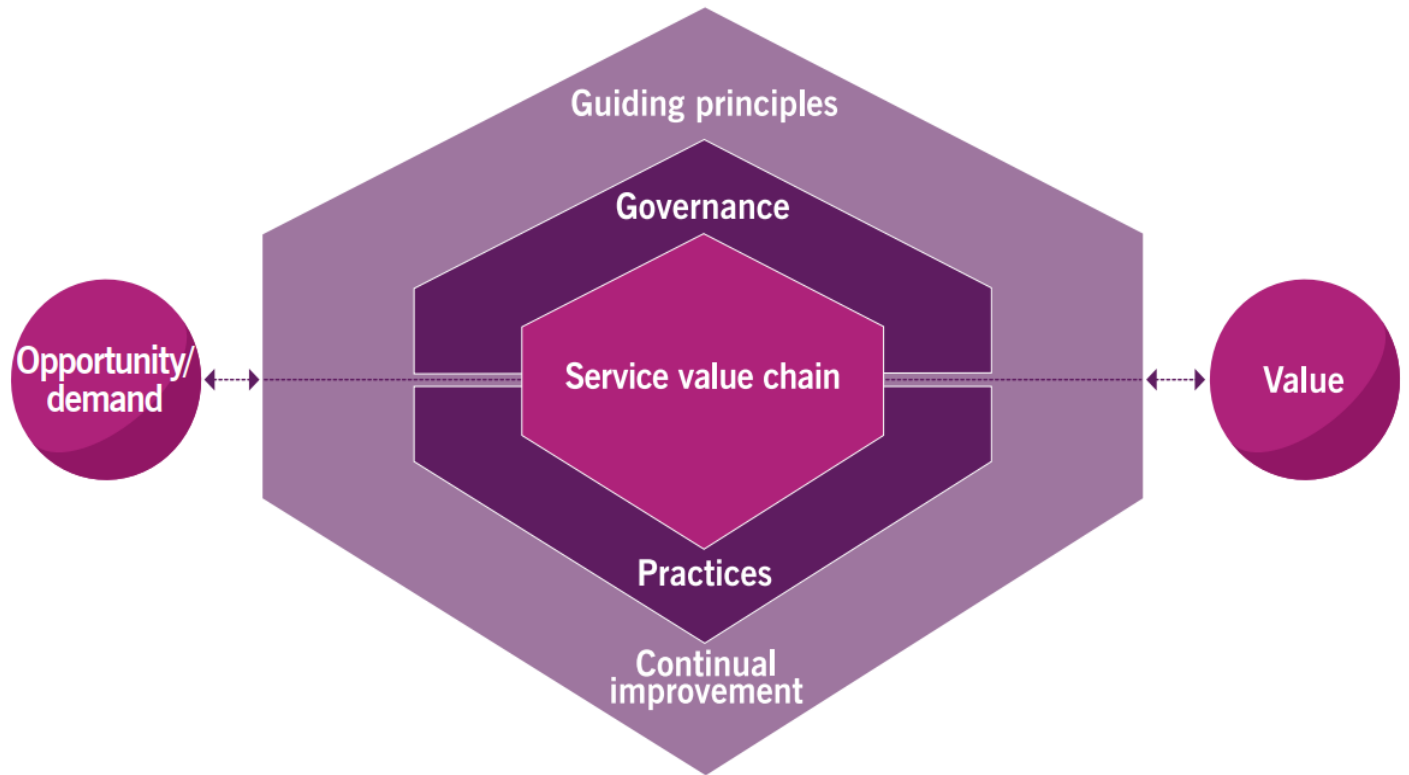 Guiding principles
Governance
Opportunity/
demand
Service value chain
Value
Practices
Continual
improvement